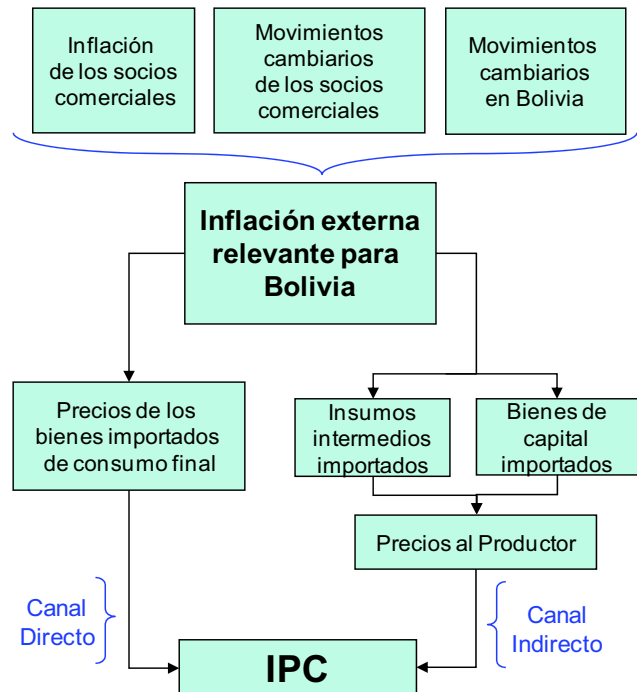 Inflación
de los socios
comerciales
Movimientos
cambiarios
de los socios
comerciales
Movimientos
cambiarios
en Bolivia
Inflación externa
relevante para
Bolivia
Precios de los
bienes importados
de consumo final
Insumos
intermedios
importados
Bienes de
capital
importados
Precios al Productor
Canal
Directo
Canal
Indirecto
IPC